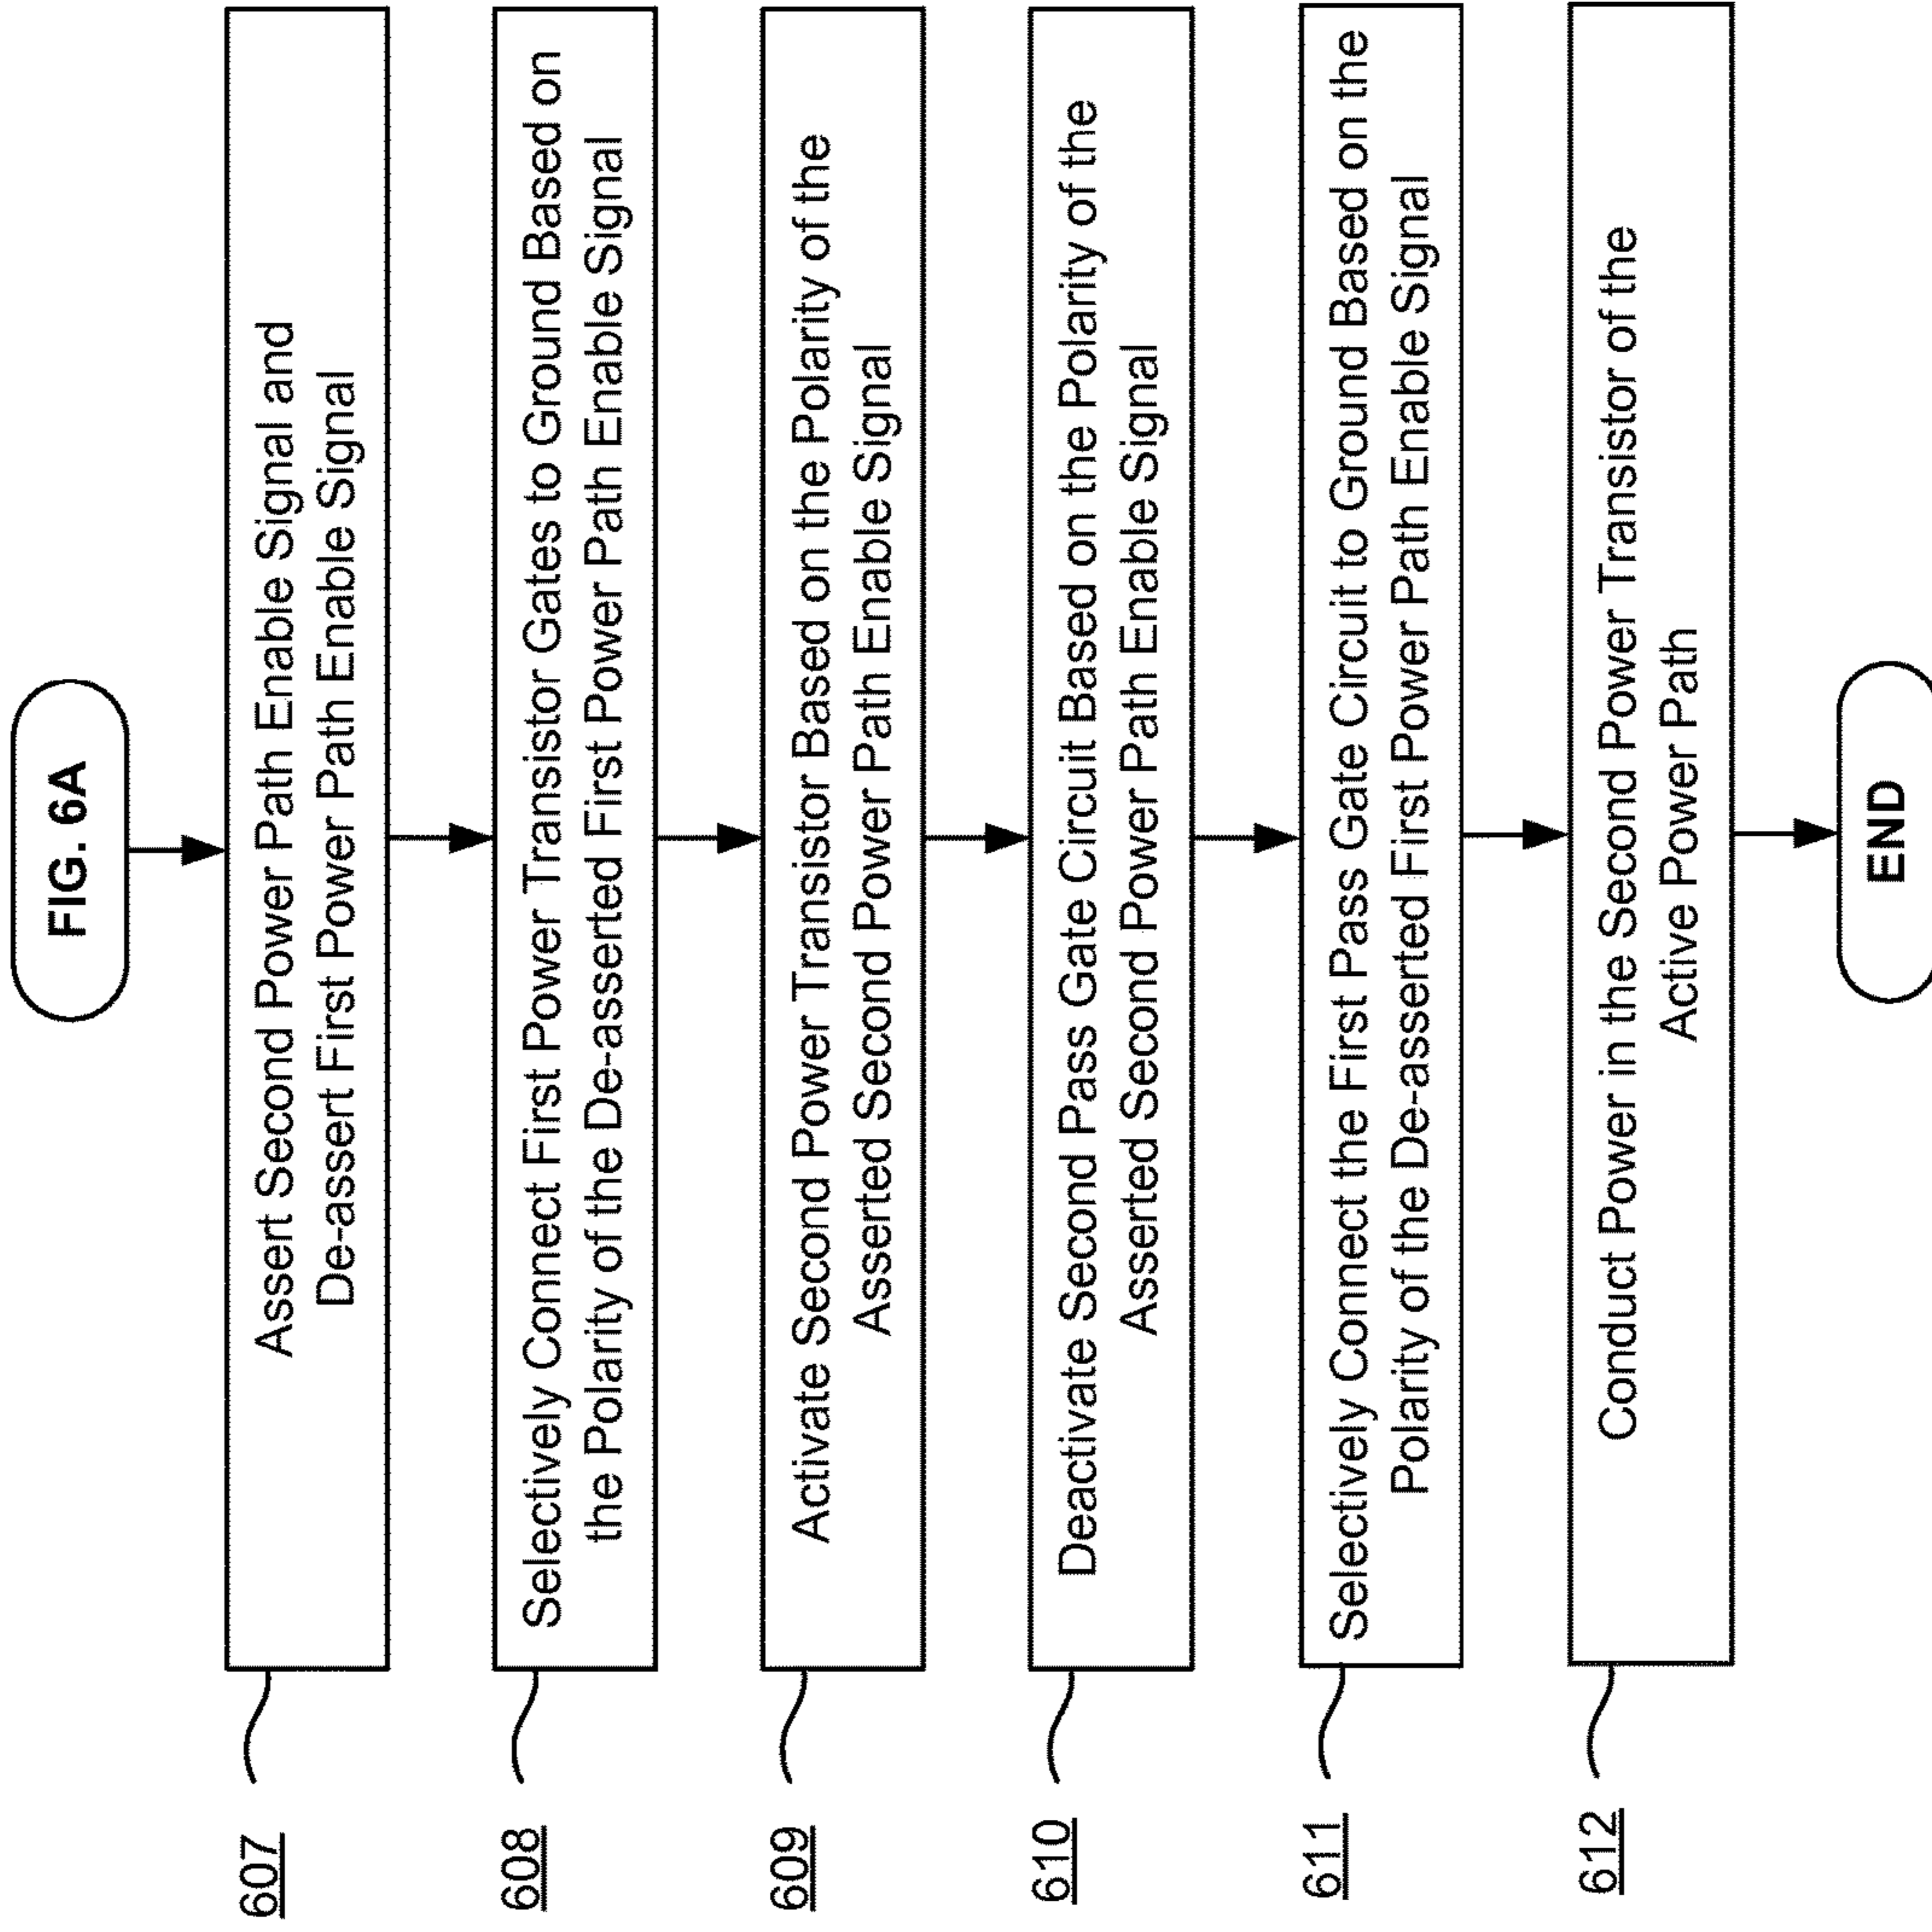 FIG. 6A
607
Assert Second Power Path Enable Signal and
De-assert First Power Path Enable Signal
608
Selectively Connect First Power Transistor Gates to Ground Based on
the Polarity of the De-asserted First Power Path Enable Signal
609
Activate Second Power Transistor Based on the Polarity of the
Asserted Second Power Path Enable Signal
610
Deactivate Second Pass Gate Circuit Based on the Polarity of the
Asserted Second Power Path Enable Signal
611
Selectively Connect the First Pass Gate Circuit to Ground Based on the
Polarity of the De-asserted First Power Path Enable Signal
612
Conduct Power in the Second Power Transistor of the
Active Power Path
END